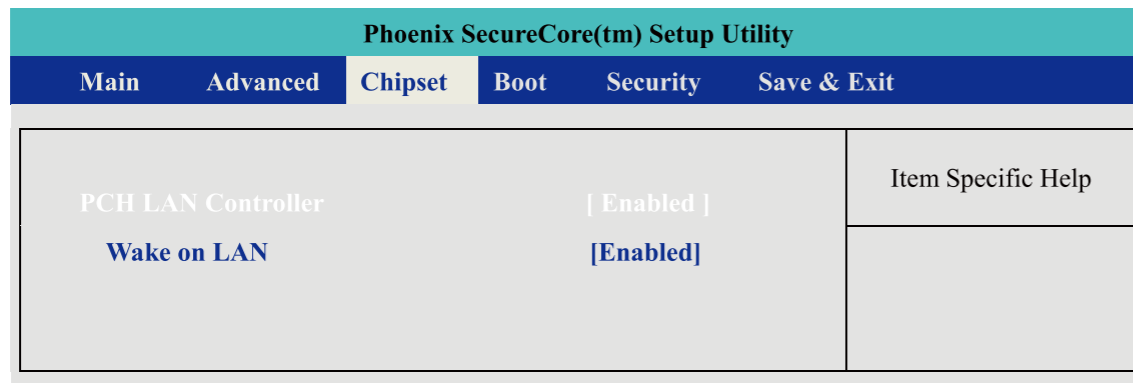 Phoenix SecureCore(tm) Setup Utility
Main Advanced Chipset Boot Security Save & Exit
Item Specific Help
PCH LAN Controller [ Enabled ]
Wake on LAN [Enabled]